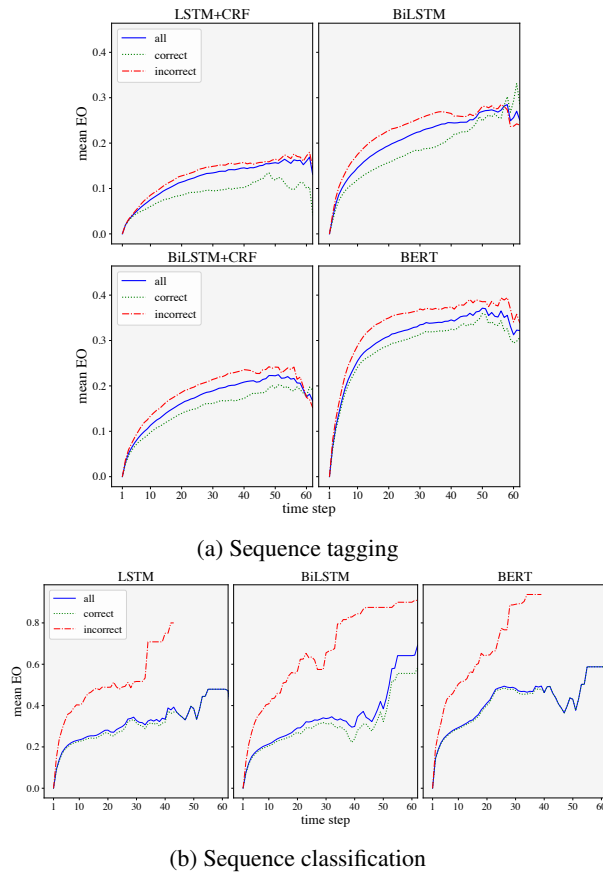 LSTM+CRF
BiLSTM
all
correct
incorrect
mean EO
0.4
0.3
0.2
0.1
0.0
BiLSTM+CRF
BERT
all
correct
incorrect
mean EO
0.4
0.3
0.2
0.1
0.0
1 10 20 30 40 50 60
1 10 20 30 40 50 60
time step
(a) Sequence tagging
LSTM
BiLSTM
BERT
all
correct
incorrect
mean EO
0.8
0.6
0.4
0.2
0.0
1 10 20 30 40 50 60
1 10 20 30 40 50 60
1 10 20 30 40 50 60
time step
(b) Sequence classification